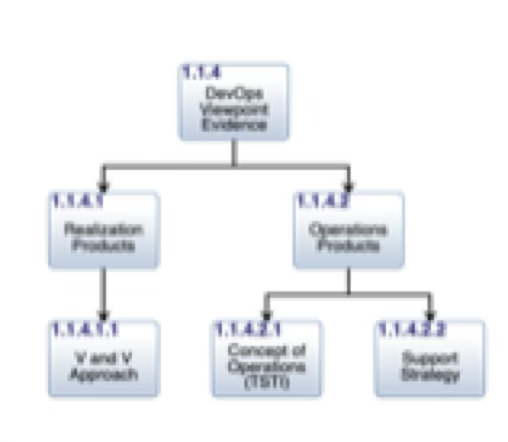 1.1.4
DevOps
Viewpoint
Evidence
1.1.4.1
Realization
Products
1.1.4.2
Operations
Products
1.1.4.1.1
V and V
Approach
1.1.4.2.1
Concept of
Operations
(TSTI)
1.1.4.2.2
Support
Strategy